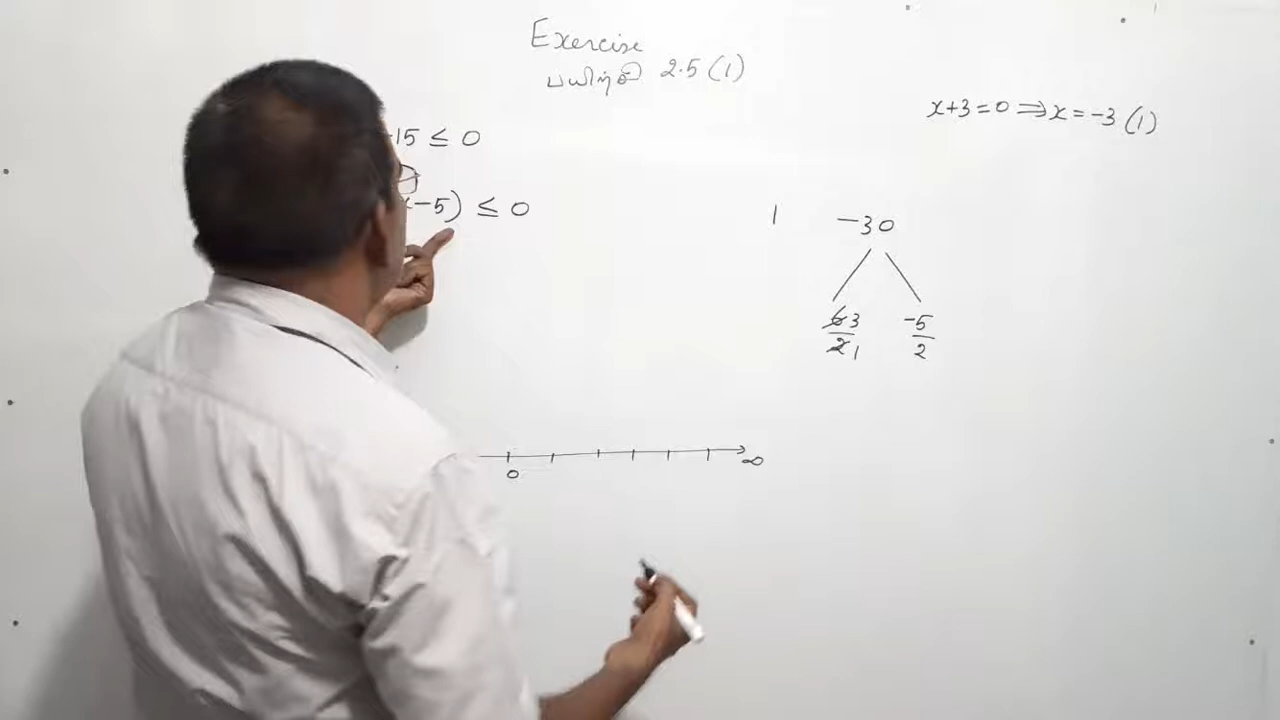 Exercise
பயிற்சி 2.5 (1)
-15 ≤ 0
x-5) ≤ 0
x+3=0 ⇒ x = -3 (1)
1 -30
63 -5
21 2
0 ∞